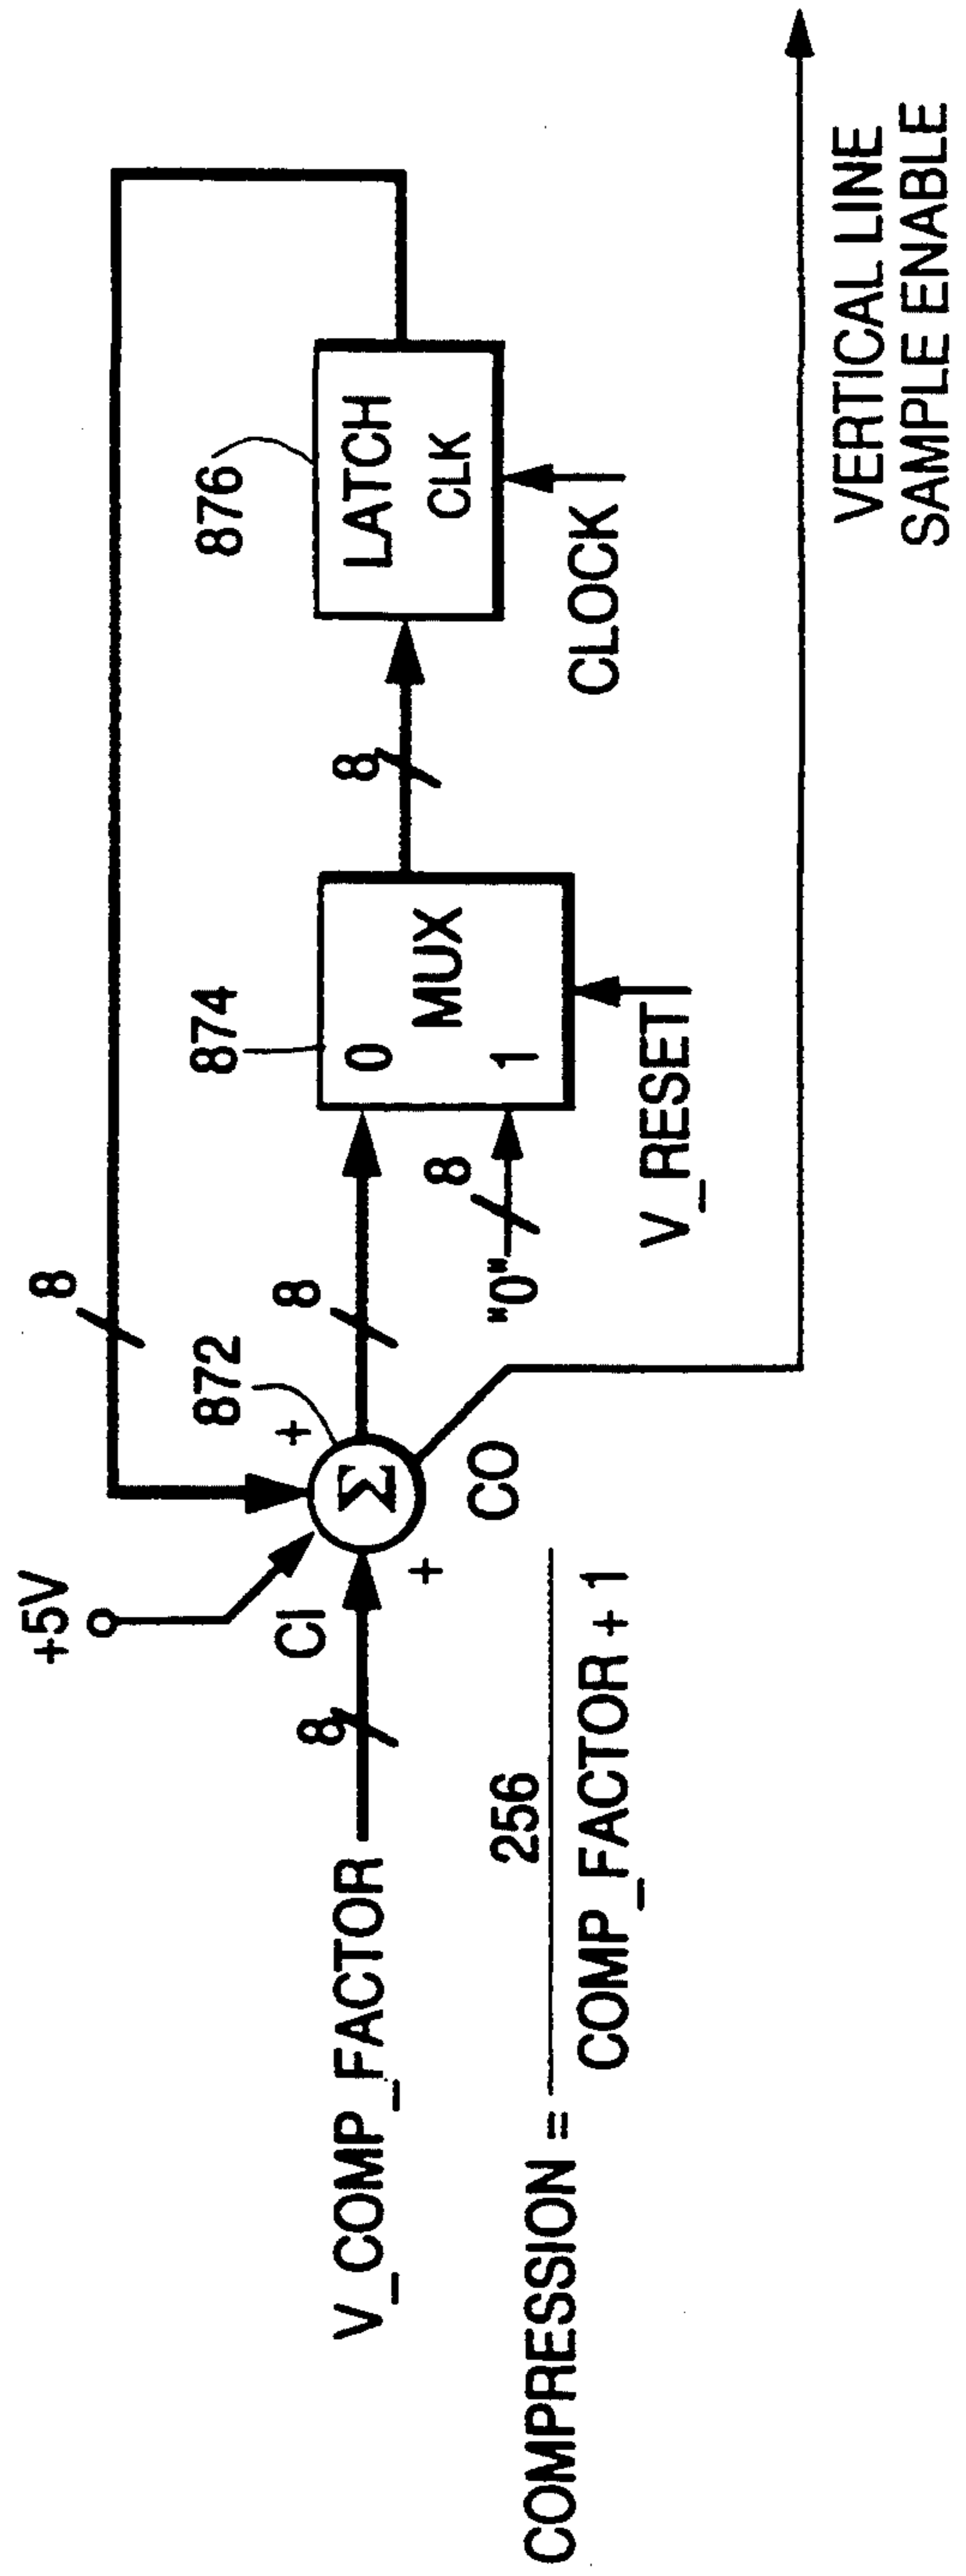 +5V
8
872
+
8
V_COMP_FACTOR
8
CI
Σ
+
CO
"0"
8
874
0
1
MUX
V_RESET
8
876
LATCH
CLK
CLOCK
COMPRESSION = 256
COMP_FACTOR + 1
VERTICAL LINE
SAMPLE ENABLE